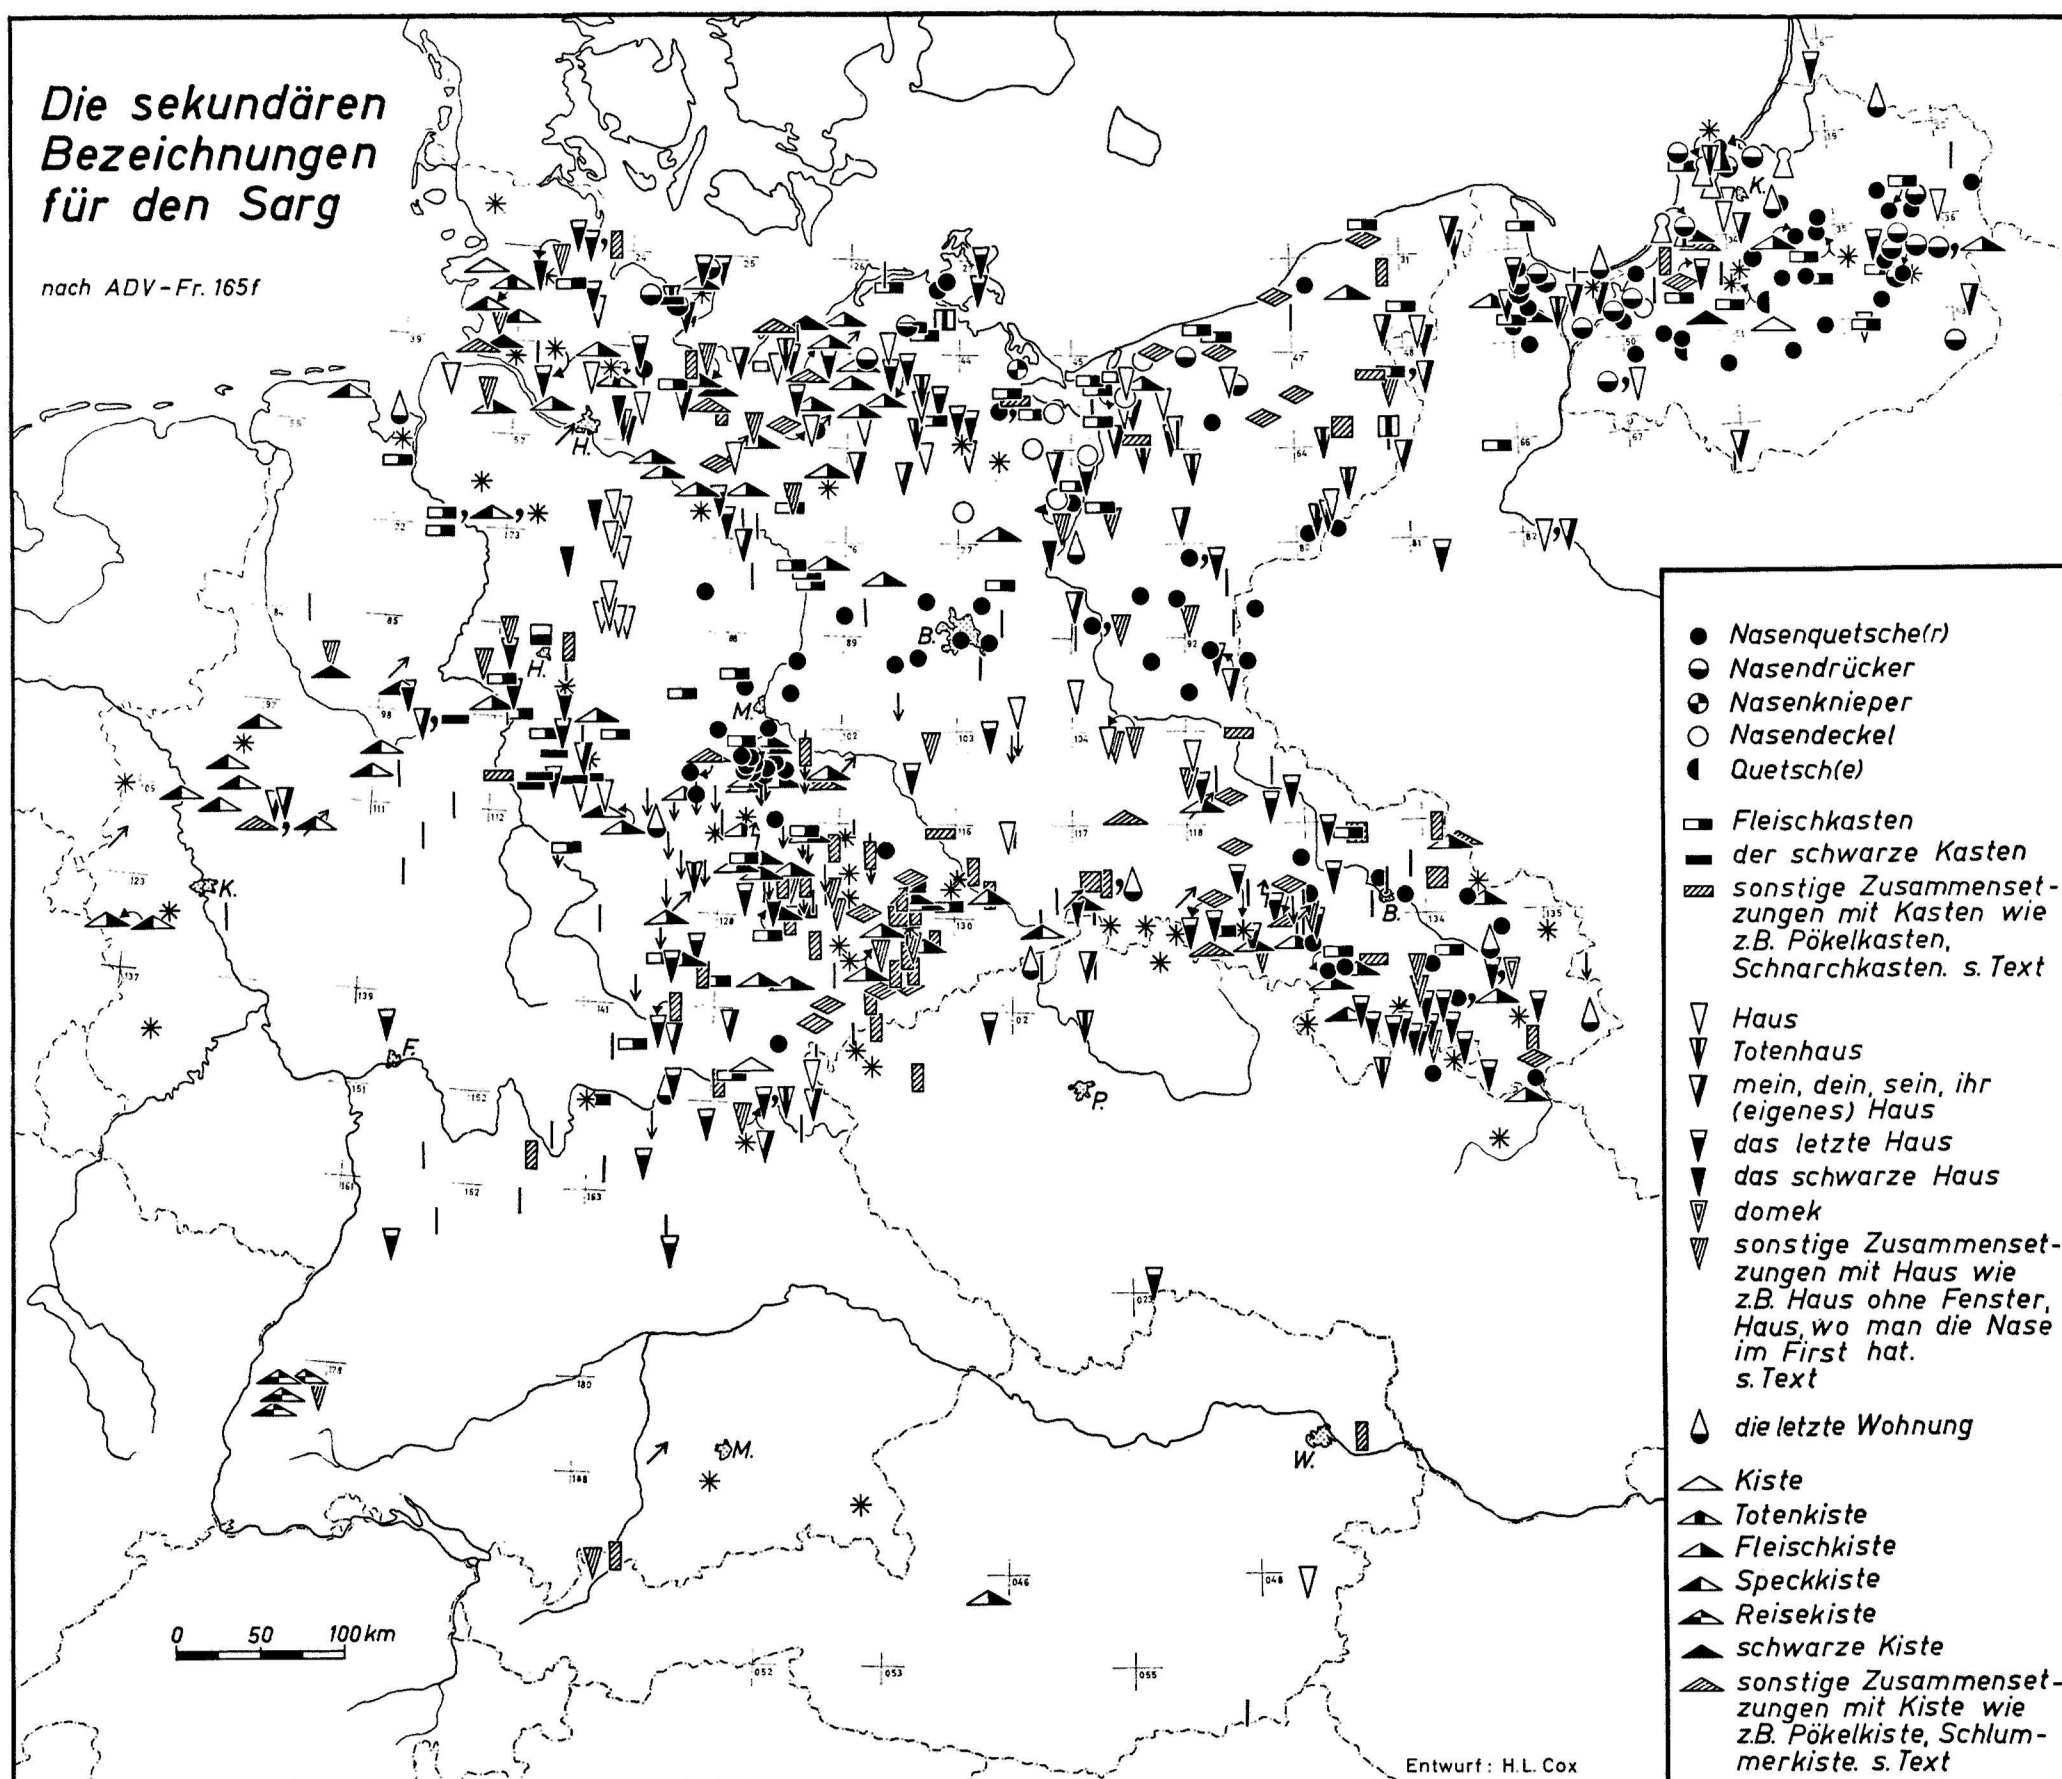 Die sekundären
Bezeichnungen
für den Sarg
nach ADV-Fr. 165f
K.
H.
B.
H.
M.
K.
B.
F.
P.
M.
W.
0 50 100 km
Entwurf: H.L. Cox
Nasenquetsche(r)
Nasendrücker
Nasenknieper
Nasendeckel
Quetsch(e)
Fleischkasten
der schwarze Kasten
sonstige Zusammenset-
zungen mit Kasten wie
z.B. Pökelkasten,
Schnarchkasten. s. Text
Haus
Totenhaus
mein, dein, sein, ihr
(eigenes) Haus
das letzte Haus
das schwarze Haus
domek
sonstige Zusammenset-
zungen mit Haus wie
z.B. Haus ohne Fenster,
Haus, wo man die Nase
im First hat.
s. Text
die letzte Wohnung
Kiste
Totenkiste
Fleischkiste
Speckkiste
Reisekiste
schwarze Kiste
sonstige Zusammenset-
zungen mit Kiste wie
z.B. Pökelkiste, Schlum-
merkiste. s. Text